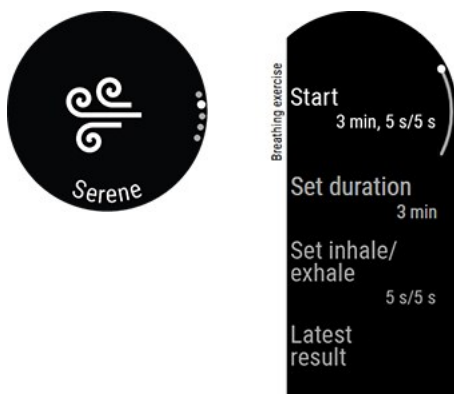 Serene
Breathing exercise
Start
3 min, 5 s/5 s
Set duration
3 min
Set inhale/
exhale
5 s/5 s
Latest
result